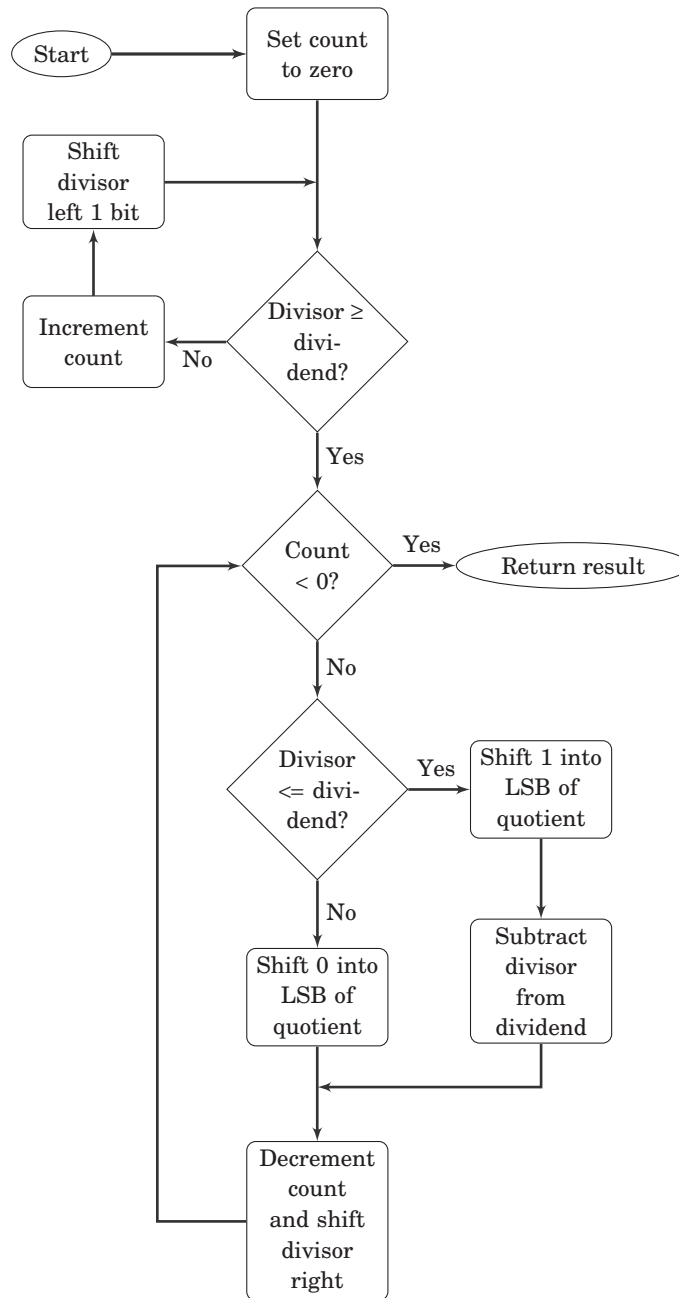 Start
Set count
to zero
Shift
divisor
left 1 bit
Increment
count
No
Divisor ≥
divi-
dend?
Yes
Count
< 0?
Yes
Return result
No
Divisor
<= divi-
dend?
Yes
Shift 1 into
LSB of
quotient
No
Shift 0 into
LSB of
quotient
Subtract
divisor
from
dividend
Decrement
count
and shift
divisor
right